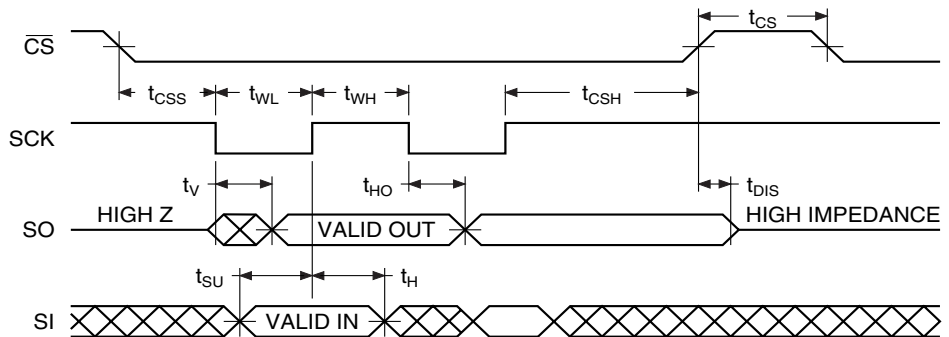 tCS
CS
tCSS tWL tWH tCSH
SCK
tV tHO tDIS
HIGH Z VALID OUT HIGH IMPEDANCE
SO
tSU tH
SI VALID IN